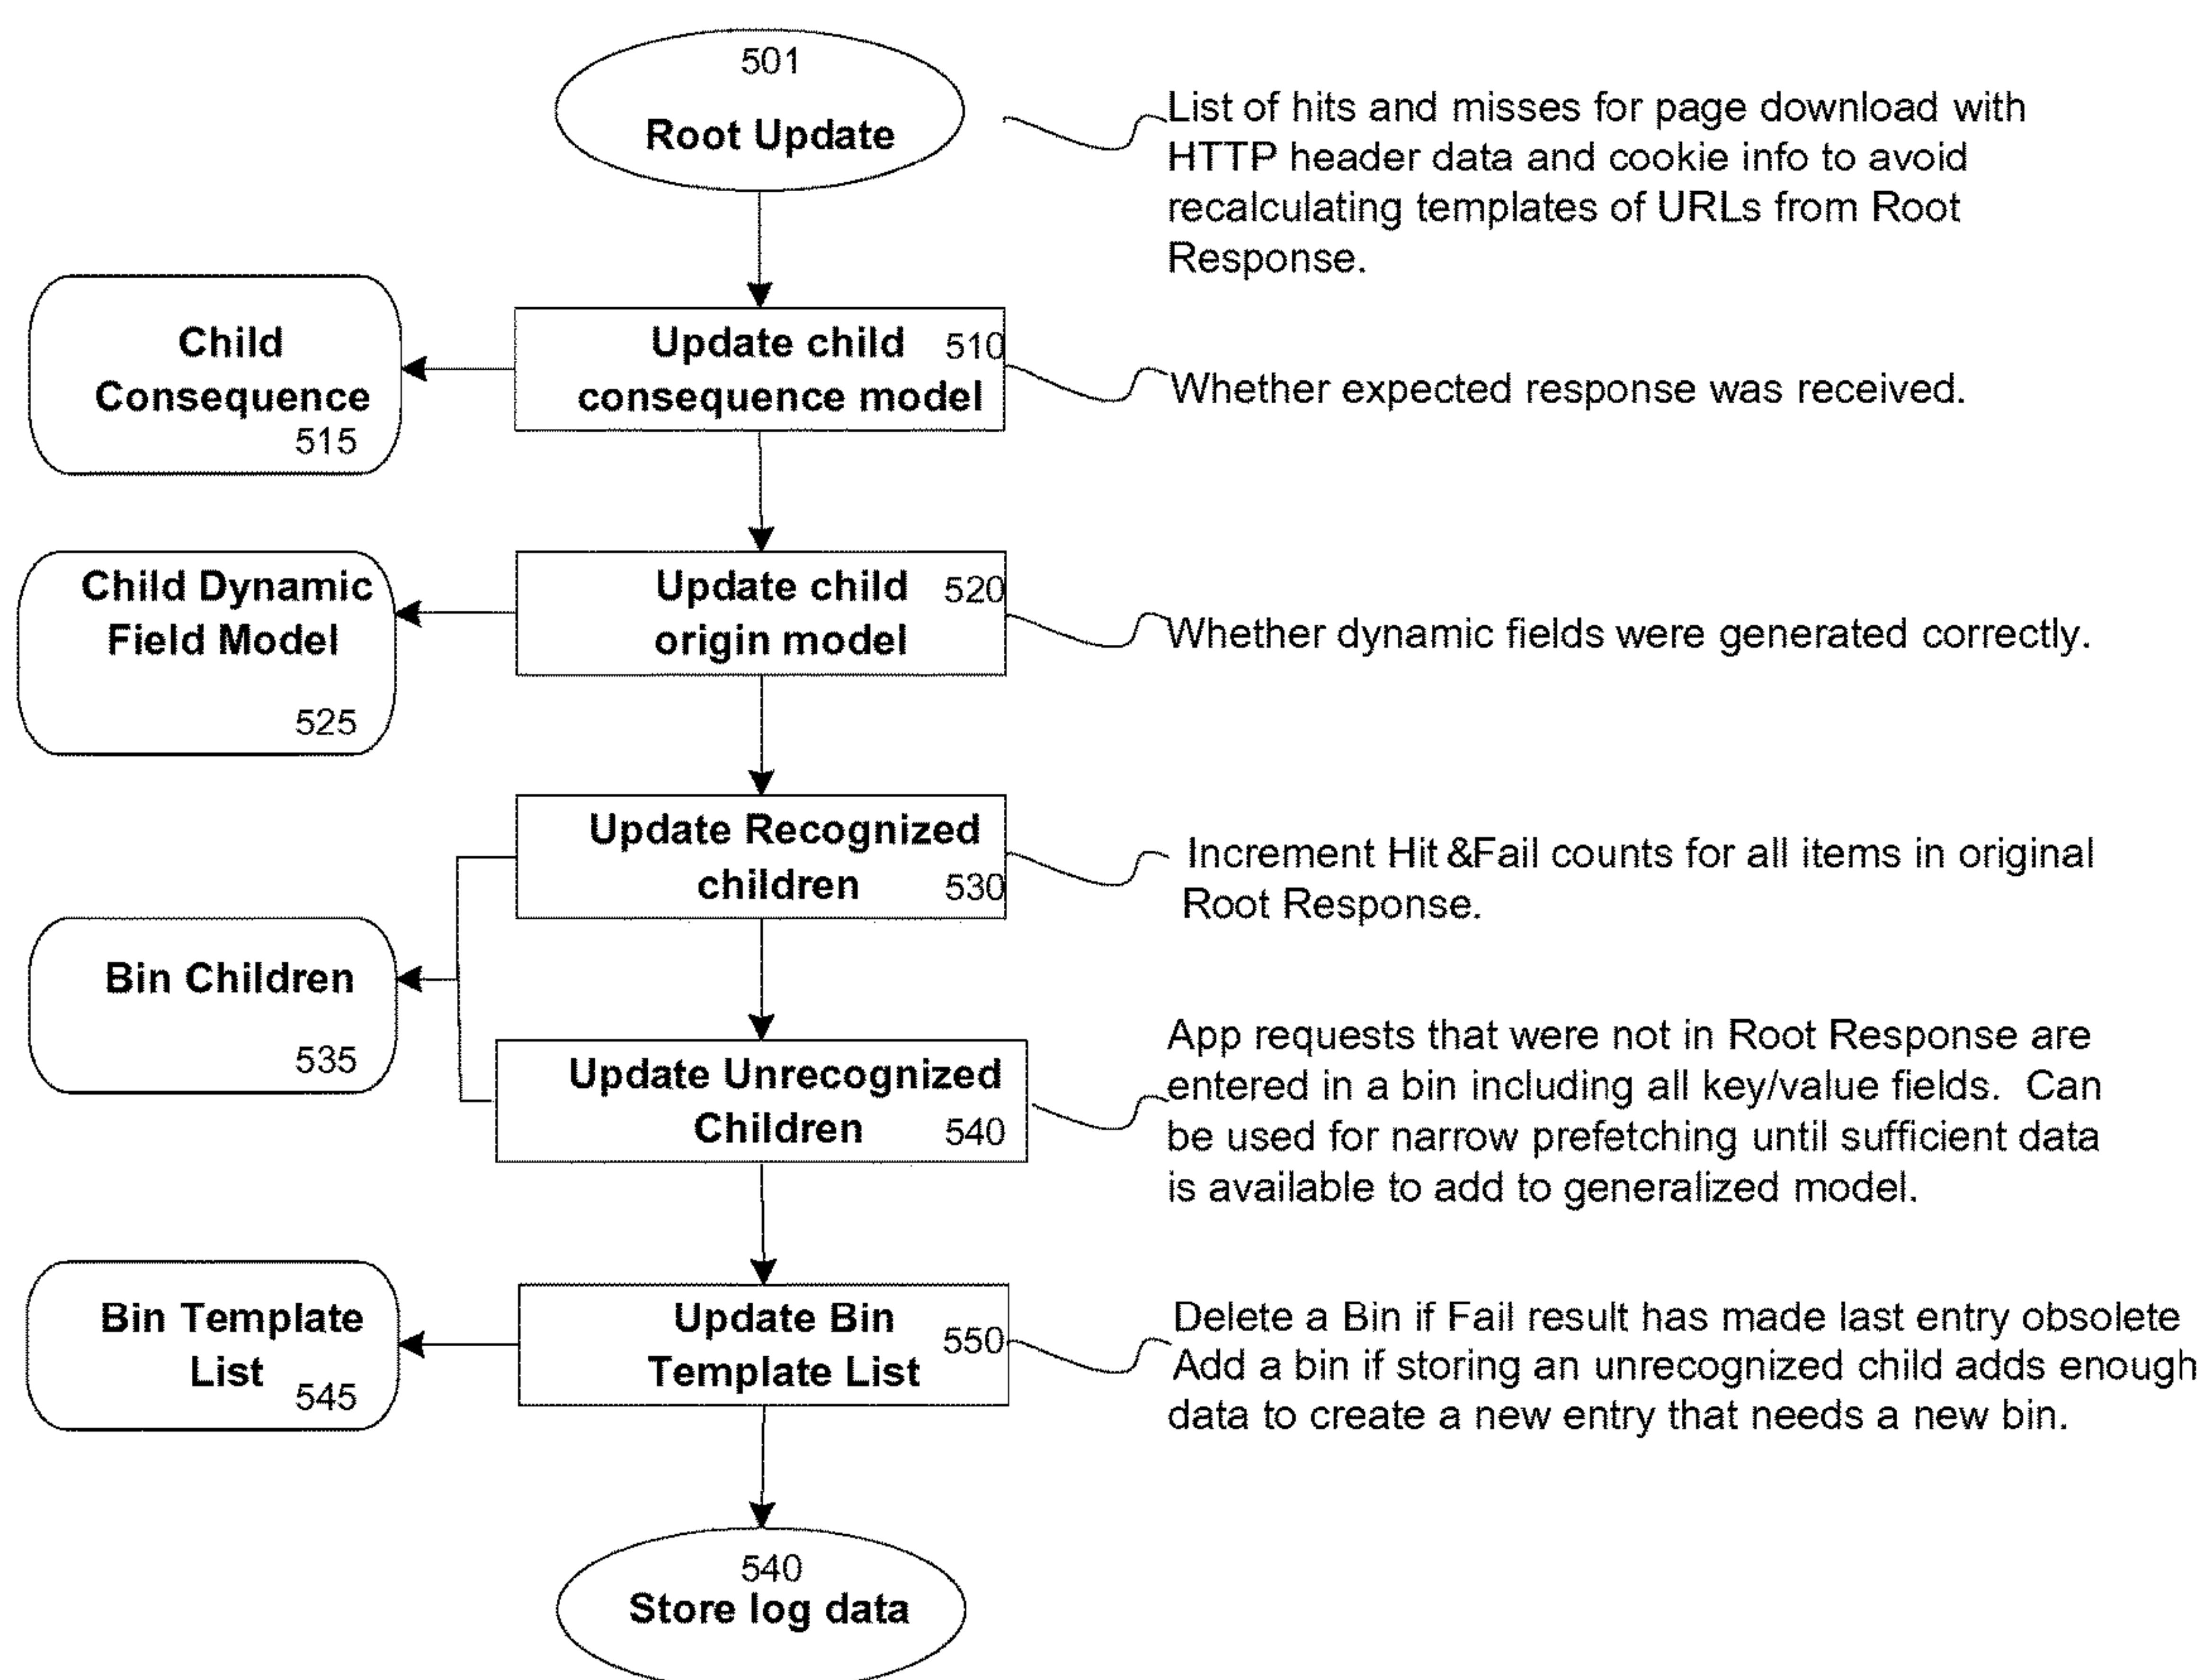 501
Root Update
List of hits and misses for page download with
HTTP header data and cookie info to avoid
recalculating templates of URLs from Root
Response.
Child
Consequence
515
Update child 510
consequence model
Whether expected response was received.
Child Dynamic
Field Model
525
Update child 520
origin model
Whether dynamic fields were generated correctly.
Update Recognized
children 530
Increment Hit &Fail counts for all items in original
Root Response.
Bin Children
535
Update Unrecognized
Children 540
App requests that were not in Root Response are
entered in a bin including all key/value fields. Can
be used for narrow prefetching until sufficient data
is available to add to generalized model.
Bin Template
List 545
Update Bin 550
Template List
Delete a Bin if Fail result has made last entry obsolete
Add a bin if storing an unrecognized child adds enough
data to create a new entry that needs a new bin.
540
Store log data